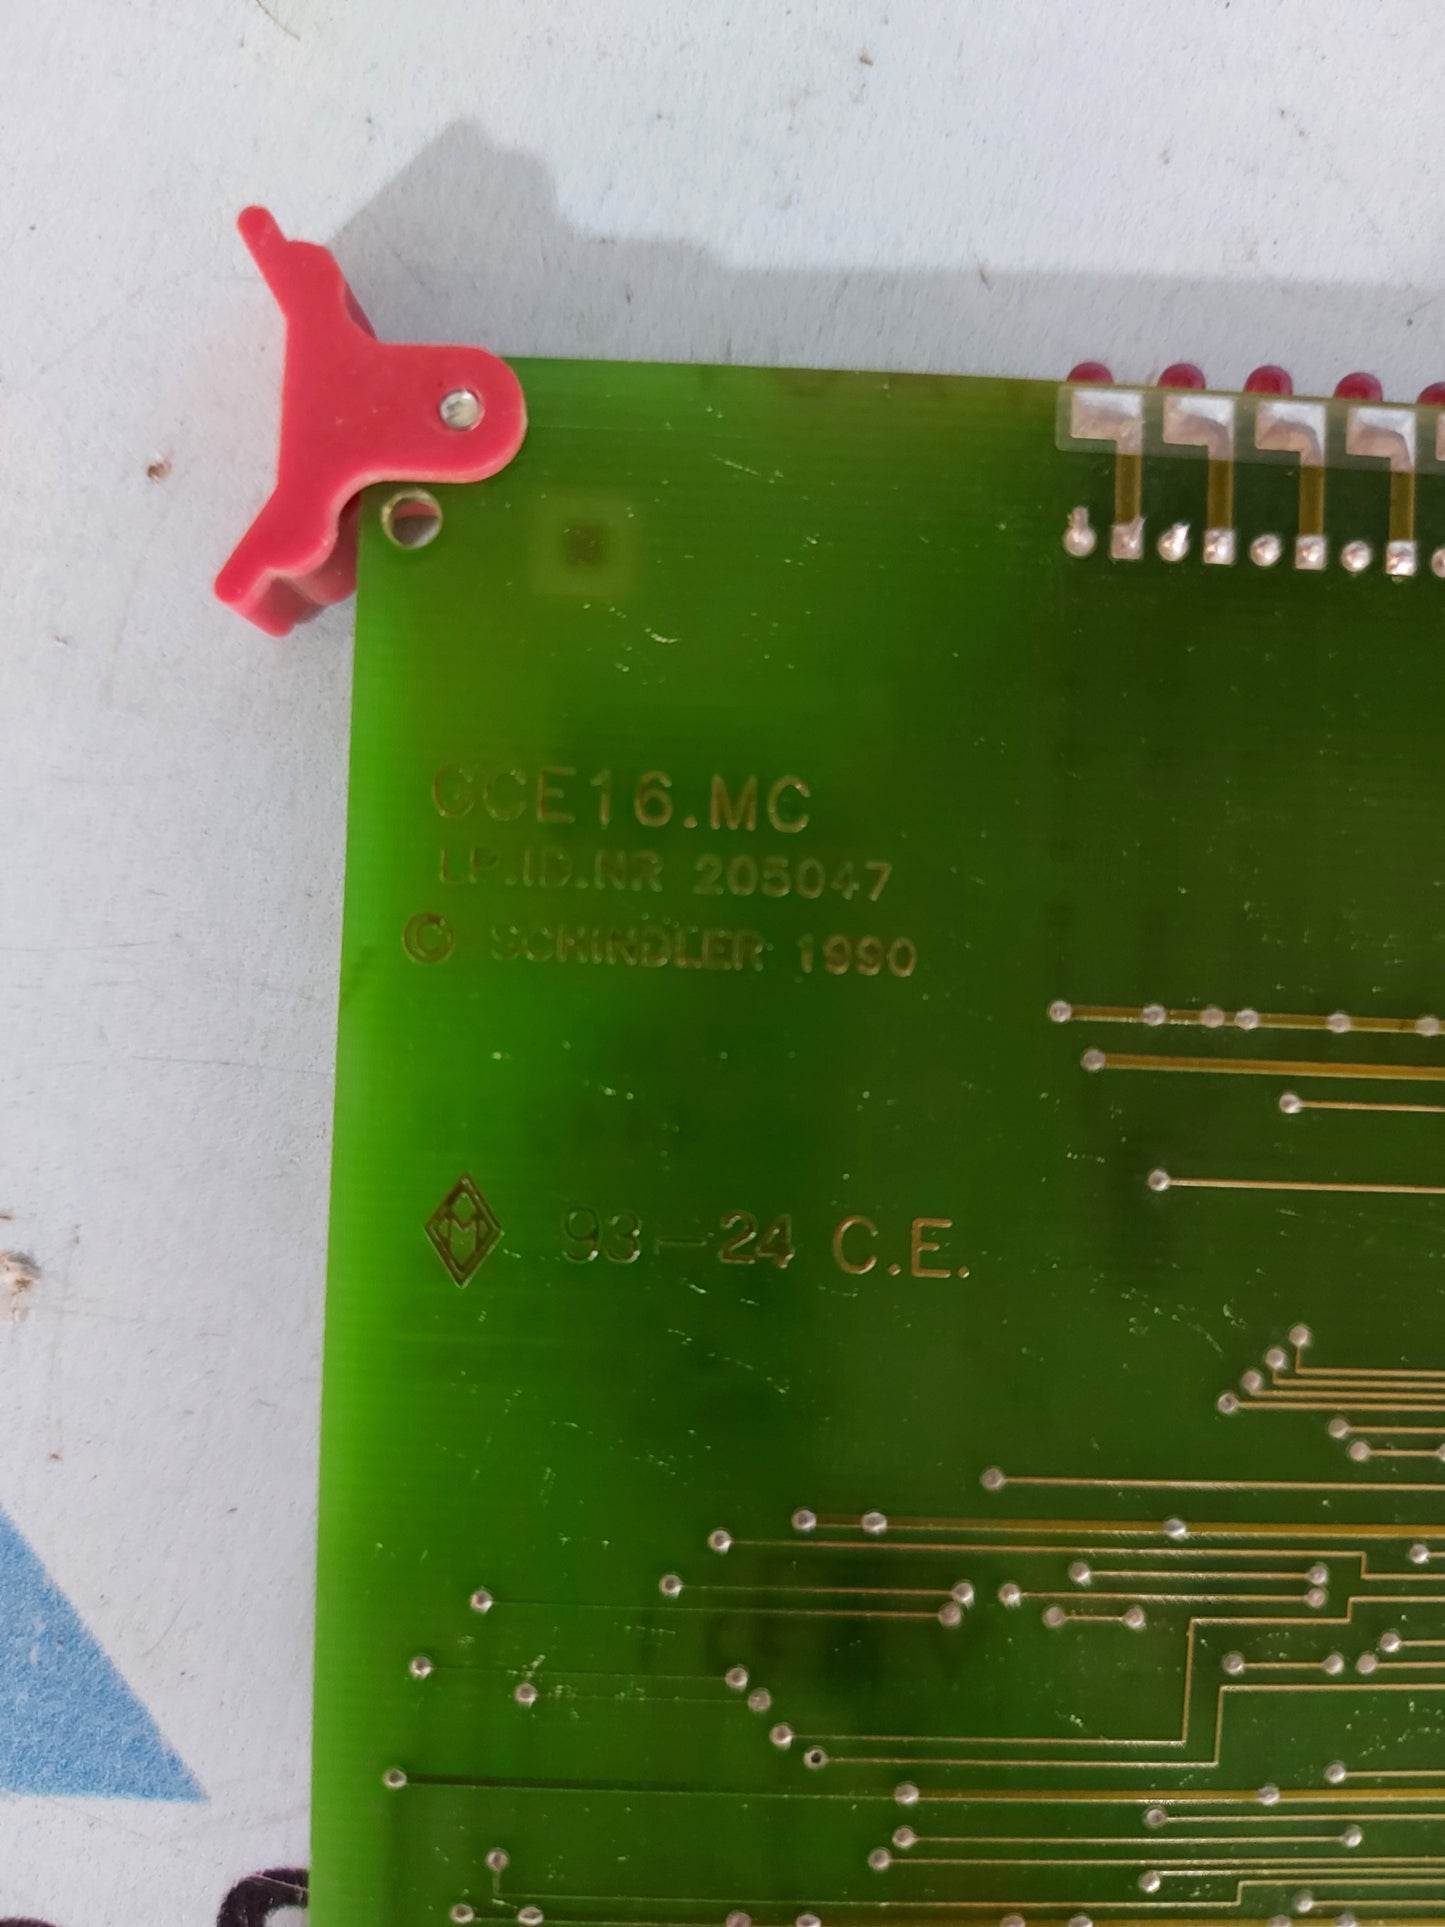 GCE16.MC
LP.ID.NR 205047
© SCHINDLER 1990
93-24 C.E.